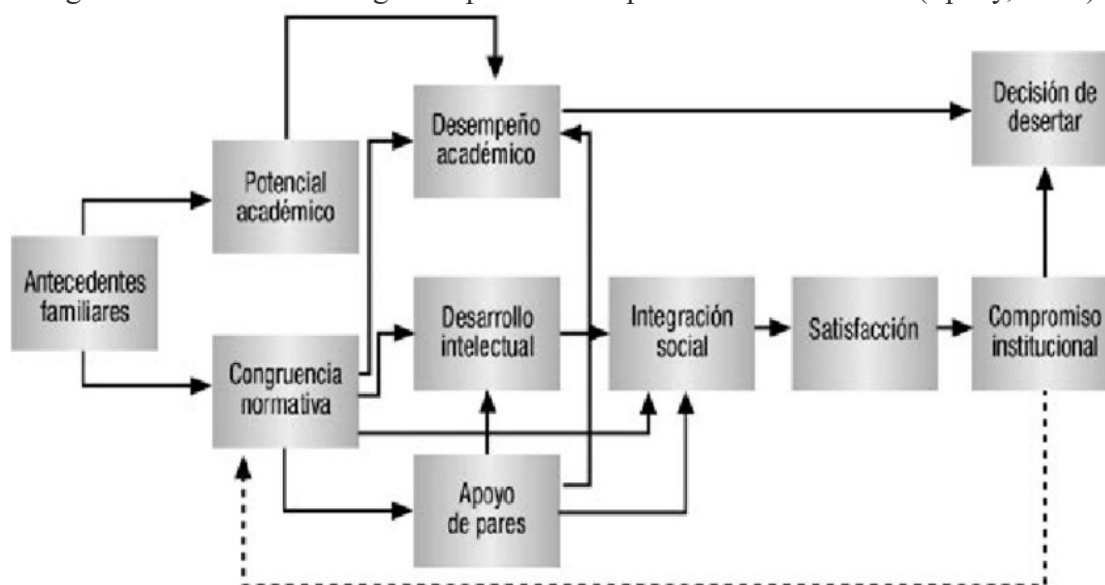 Desempeño
académico
Decisión de
desertar
Potencial
académico
Antecedentes
familiares
Congruencia
normativa
Desarrollo
intelectual
Integración
social
Satisfacción
Compromiso
institucional
Apoyo
de pares